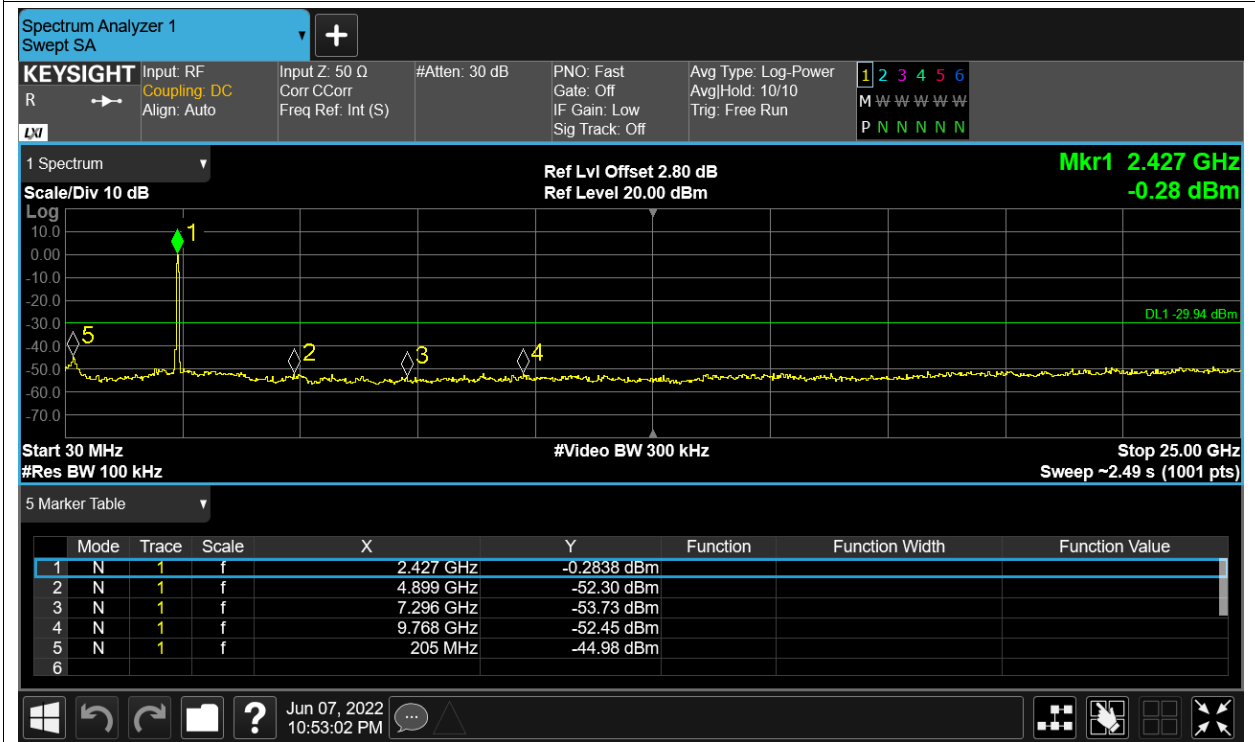 Spectrum Analyzer 1
Swept SA
KEYSIGHT
R
LXI
Input: RF
Coupling: DC
Align: Auto
Input Z: 50 Ω
Corr CCorr
Freq Ref: Int (S)
#Atten: 30 dB
PNO: Fast
Gate: Off
IF Gain: Low
Sig Track: Off
Avg Type: Log-Power
Avg|Hold: 10/10
Trig: Free Run
1 2 3 4 5 6
M W W W W W
P N N N N N
1 Spectrum
Scale/Div 10 dB
Ref Lvl Offset 2.80 dB
Ref Level 20.00 dBm
Mkr1 2.427 GHz
-0.28 dBm
Log
10.0
0.00
-10.0
-20.0
-30.0
-40.0
-50.0
-60.0
-70.0
1
5
2
3
4
DL1 -29.94 dBm
Start 30 MHz
#Res BW 100 kHz
#Video BW 300 kHz
Stop 25.00 GHz
Sweep ~2.49 s (1001 pts)
5 Marker Table
Mode Trace Scale X Y Function Function Width Function Value
1 N 1 f 2.427 GHz -0.2838 dBm
2 N 1 f 4.899 GHz -52.30 dBm
3 N 1 f 7.296 GHz -53.73 dBm
4 N 1 f 9.768 GHz -52.45 dBm
5 N 1 f 205 MHz -44.98 dBm
6
?
Jun 07, 2022
10:53:02 PM